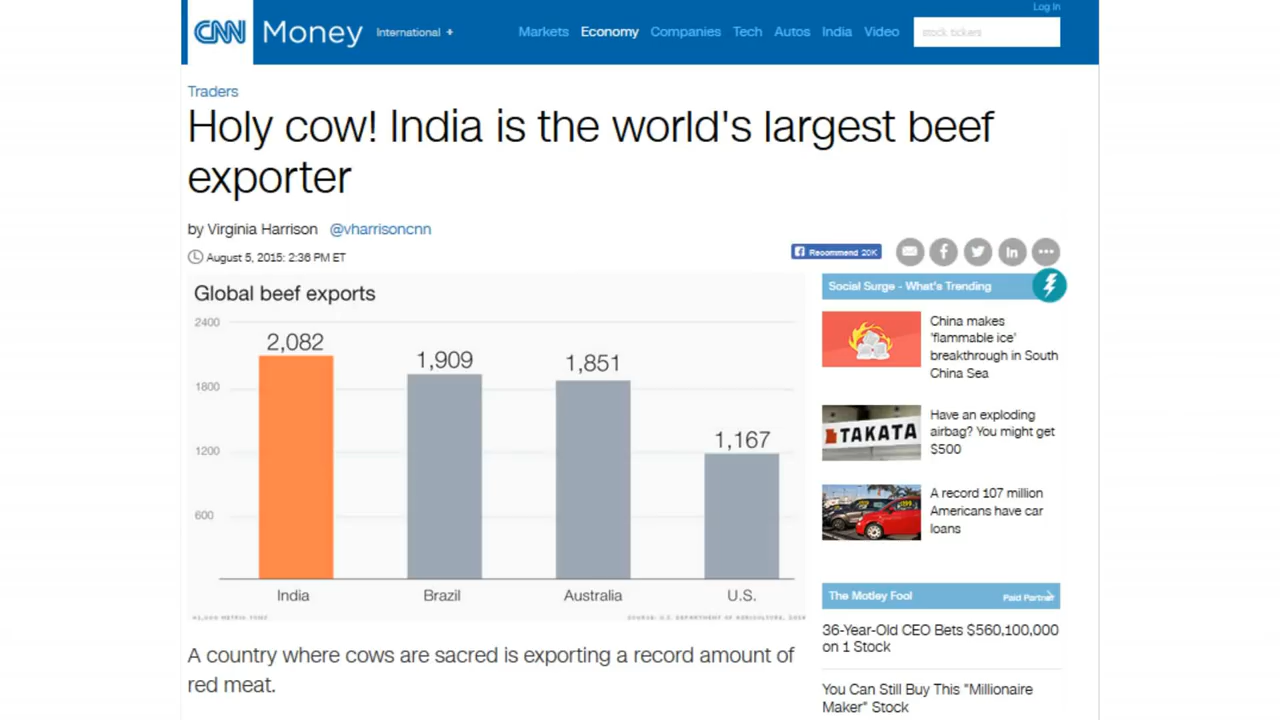 Log In
CNN Money International + Markets Economy Companies Tech Autos India Video stock tickers
Traders
Holy cow! India is the world's largest beef
exporter
by Virginia Harrison @vharrisoncnn
August 5, 2015: 2:36 PM ET
Recommend 20K
Global beef exports
2400
1800
1200
600
2,082
1,909
1,851
1,167
India
Brazil
Australia
U.S.
SOURCE: U.S. DEPARTMENT OF AGRICULTURE,
A country where cows are sacred is exporting a record amount of
red meat.
Social Surge - What's Trending
China makes
'flammable ice'
breakthrough in South
China Sea
TAKATA
Have an exploding
airbag? You might get
$500
A record 107 million
Americans have car
loans
The Motley Fool
Paid Partner
36-Year-Old CEO Bets $560,100,000
on 1 Stock
You Can Still Buy This "Millionaire
Maker" Stock